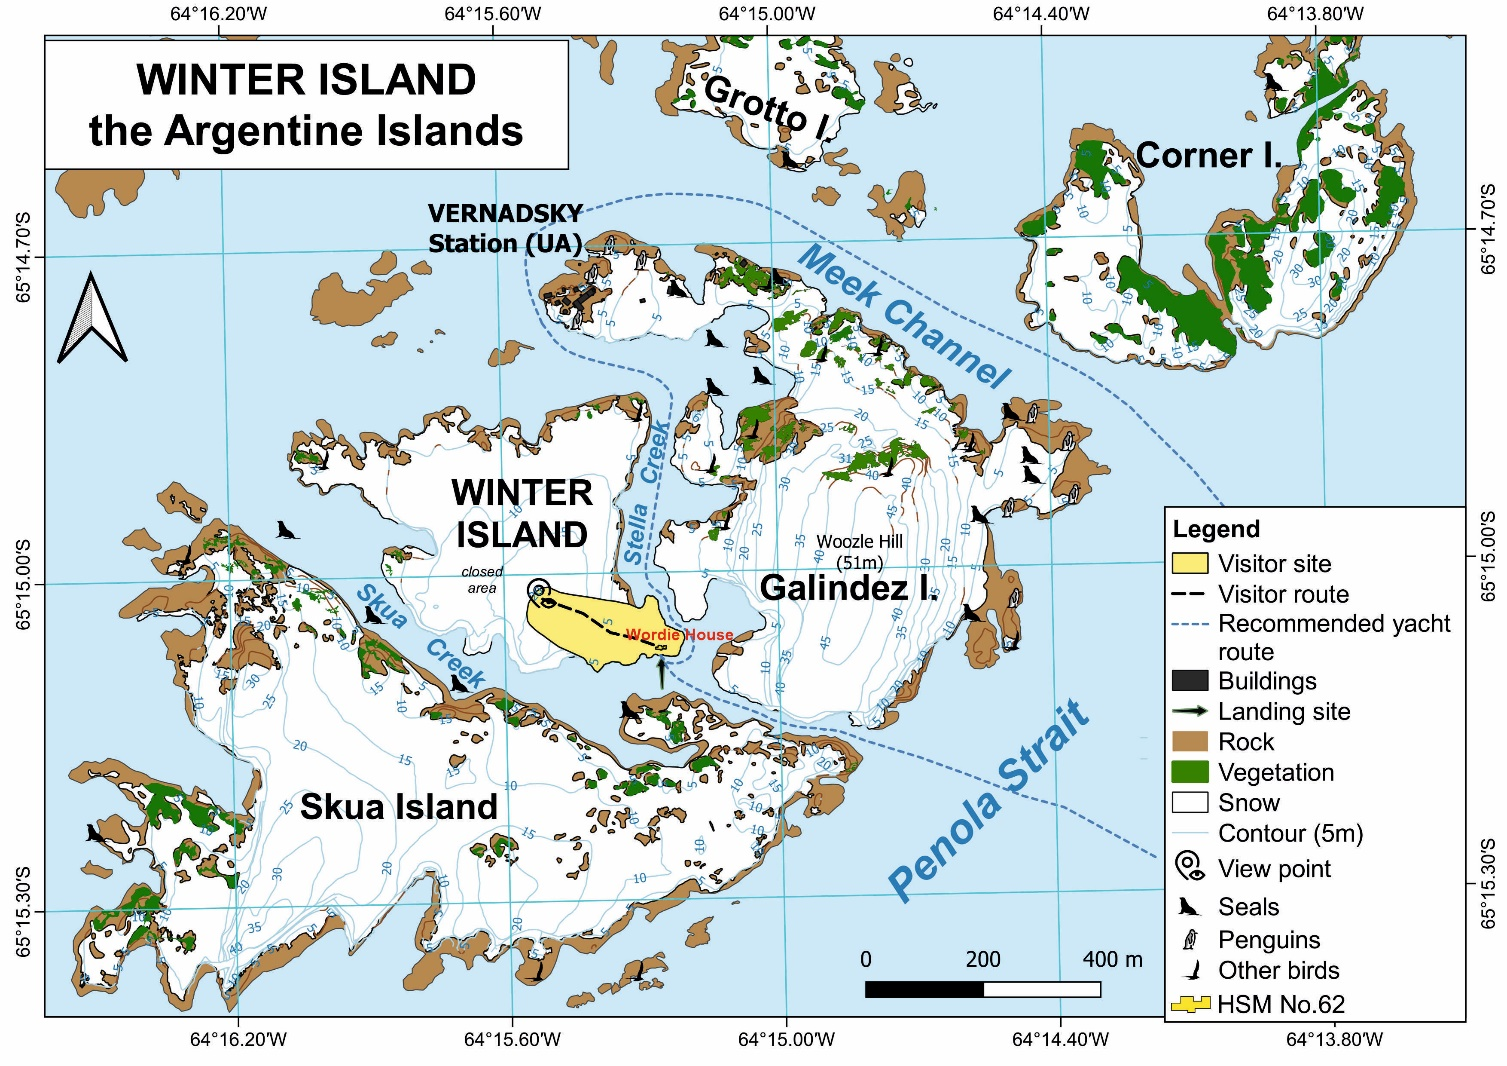 64°16.20'W 64°15.60'W 64°15.00'W 64°14.40'W 64°13.80'W
WINTER ISLAND
the Argentine Islands
Grotto I.
Corner I.
VERNADSKY
Station (UA)
65°14.70'S
65°14.70'S
Meek Channel
Stella Creek
WINTER
ISLAND
closed
area
Woozle Hill
(51m)
Galindez I.
65°15.00'S
65°15.00'S
Skua Creek
Wordie House
Penola Strait
Skua Island
65°15.30'S
65°15.30'S
Legend
Visitor site
Visitor route
Recommended yacht
route
Buildings
Landing site
Rock
Vegetation
Snow
Contour (5m)
View point
Seals
Penguins
Other birds
HSM No.62
0 200 400 m
64°16.20'W 64°15.60'W 64°15.00'W 64°14.40'W 64°13.80'W